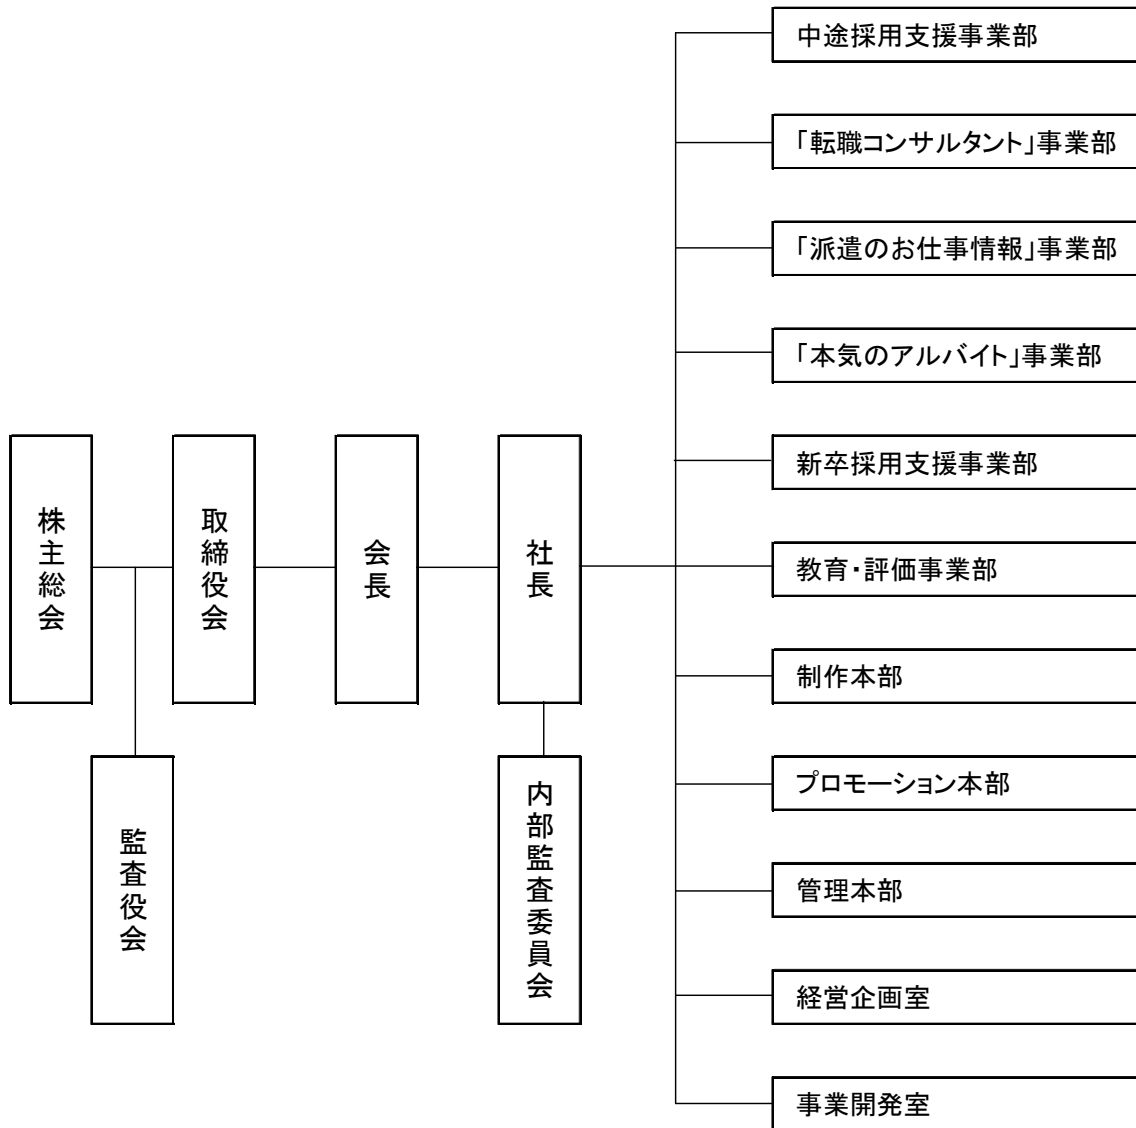 株主総会
取締役会
会長
社長
監査役会
内部監査委員会
中途採用支援事業部
「転職コンサルタント」事業部
「派遣のお仕事情報」事業部
「本気のアルバイト」事業部
新卒採用支援事業部
教育・評価事業部
制作本部
プロモーション本部
管理本部
経営企画室
事業開発室